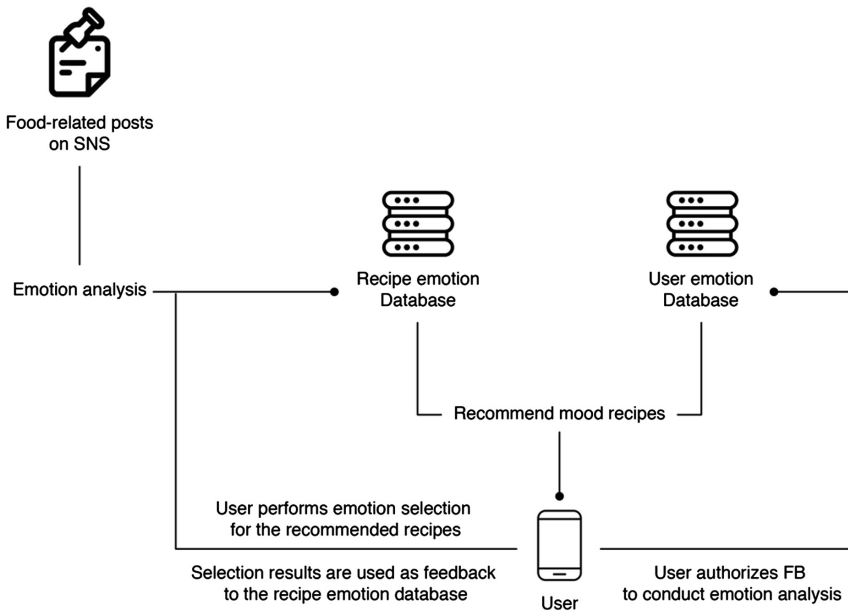 Food-related posts
on SNS
Emotion analysis
Recipe emotion
Database
User emotion
Database
Recommend mood recipes
User performs emotion selection
for the recommended recipes
Selection results are used as feedback
to the recipe emotion database
User
User authorizes FB
to conduct emotion analysis